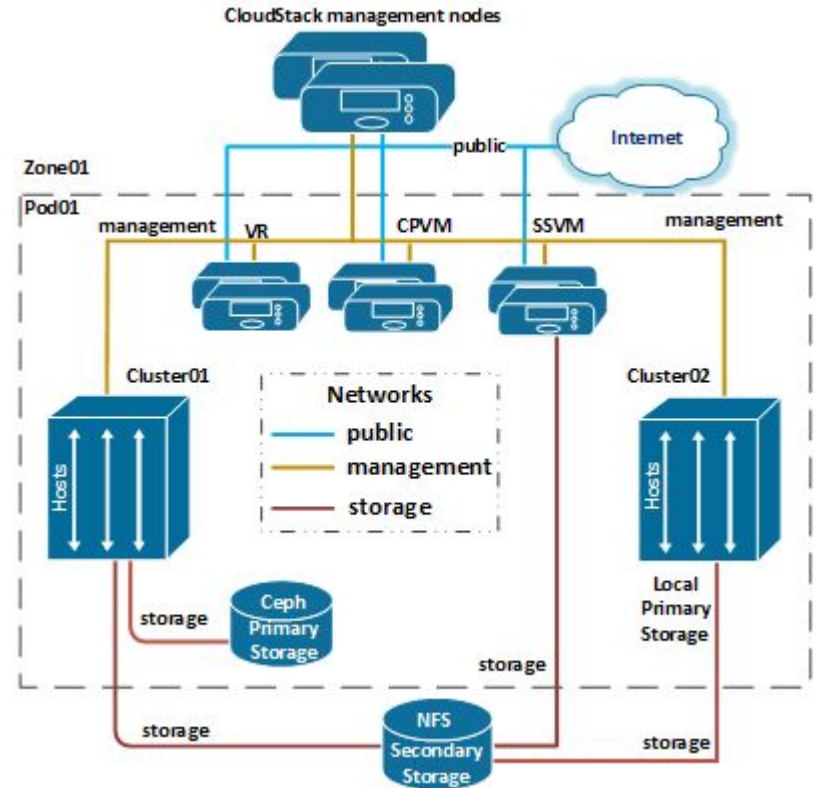 CloudStack management nodes
Internet
public
Zone01
Pod01
management
VR
CPVM
SSVM
management
Cluster01
Cluster02
Networks
public
management
storage
Hosts
Hosts
Local
Primary
Storage
Ceph
Primary
Storage
storage
storage
NFS
Secondary
Storage
storage
storage